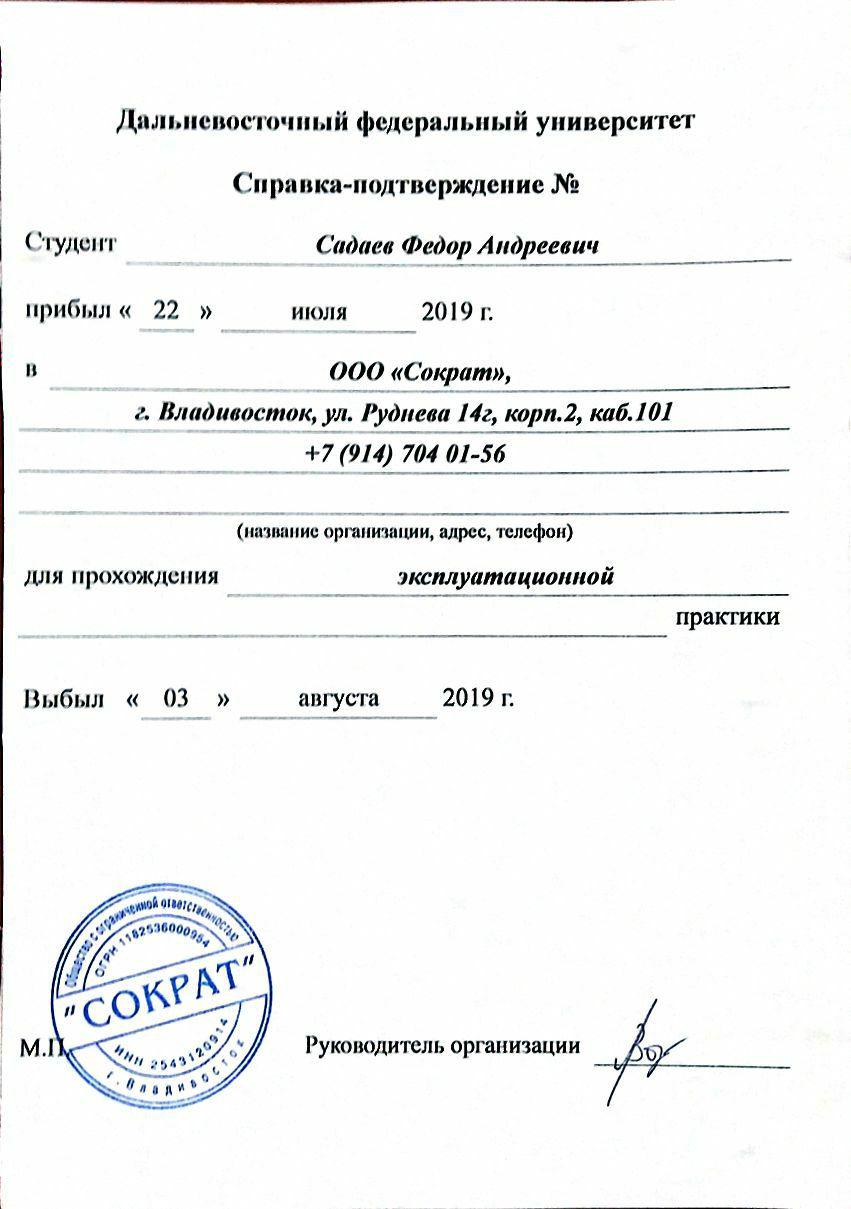 Дальневосточный федеральный университет
Справка-подтверждение №
Студент Садаев Федор Андреевич
прибыл « 22 » июля 2019 г.
в ООО «Сократ»,
г. Владивосток, ул. Руднева 14г, корп.2, каб.101
+7 (914) 704 01-56
(название организации, адрес, телефон)
для прохождения эксплуатационной
практики
Выбыл « 03 » августа 2019 г.
Общество с ограниченной ответственностью
ОГРН 1182536000954
"СОКРАТ"
ИНН 2543120914
г. Владивосток
М.П.
Руководитель организации